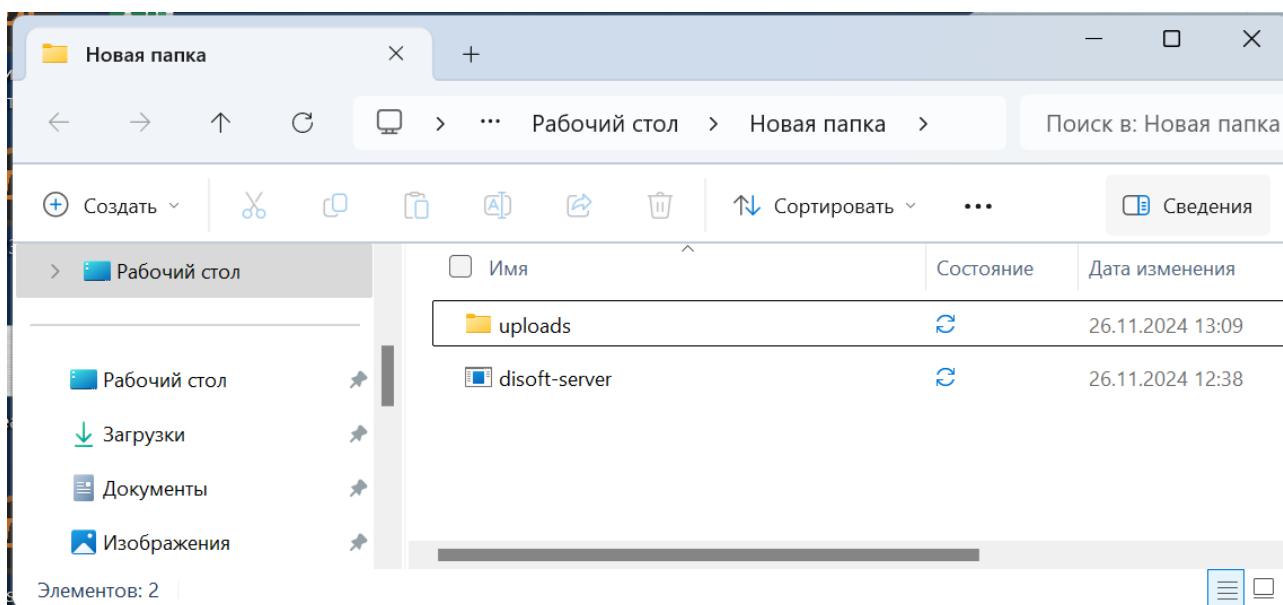 Новая папка
Рабочий стол > Новая папка >
Поиск в: Новая папка
Создать
Сортировать
Сведения
Рабочий стол
Имя
Состояние
Дата изменения
uploads
26.11.2024 13:09
Рабочий стол
disoft-server
26.11.2024 12:38
Загрузки
Документы
Изображения
Элементов: 2